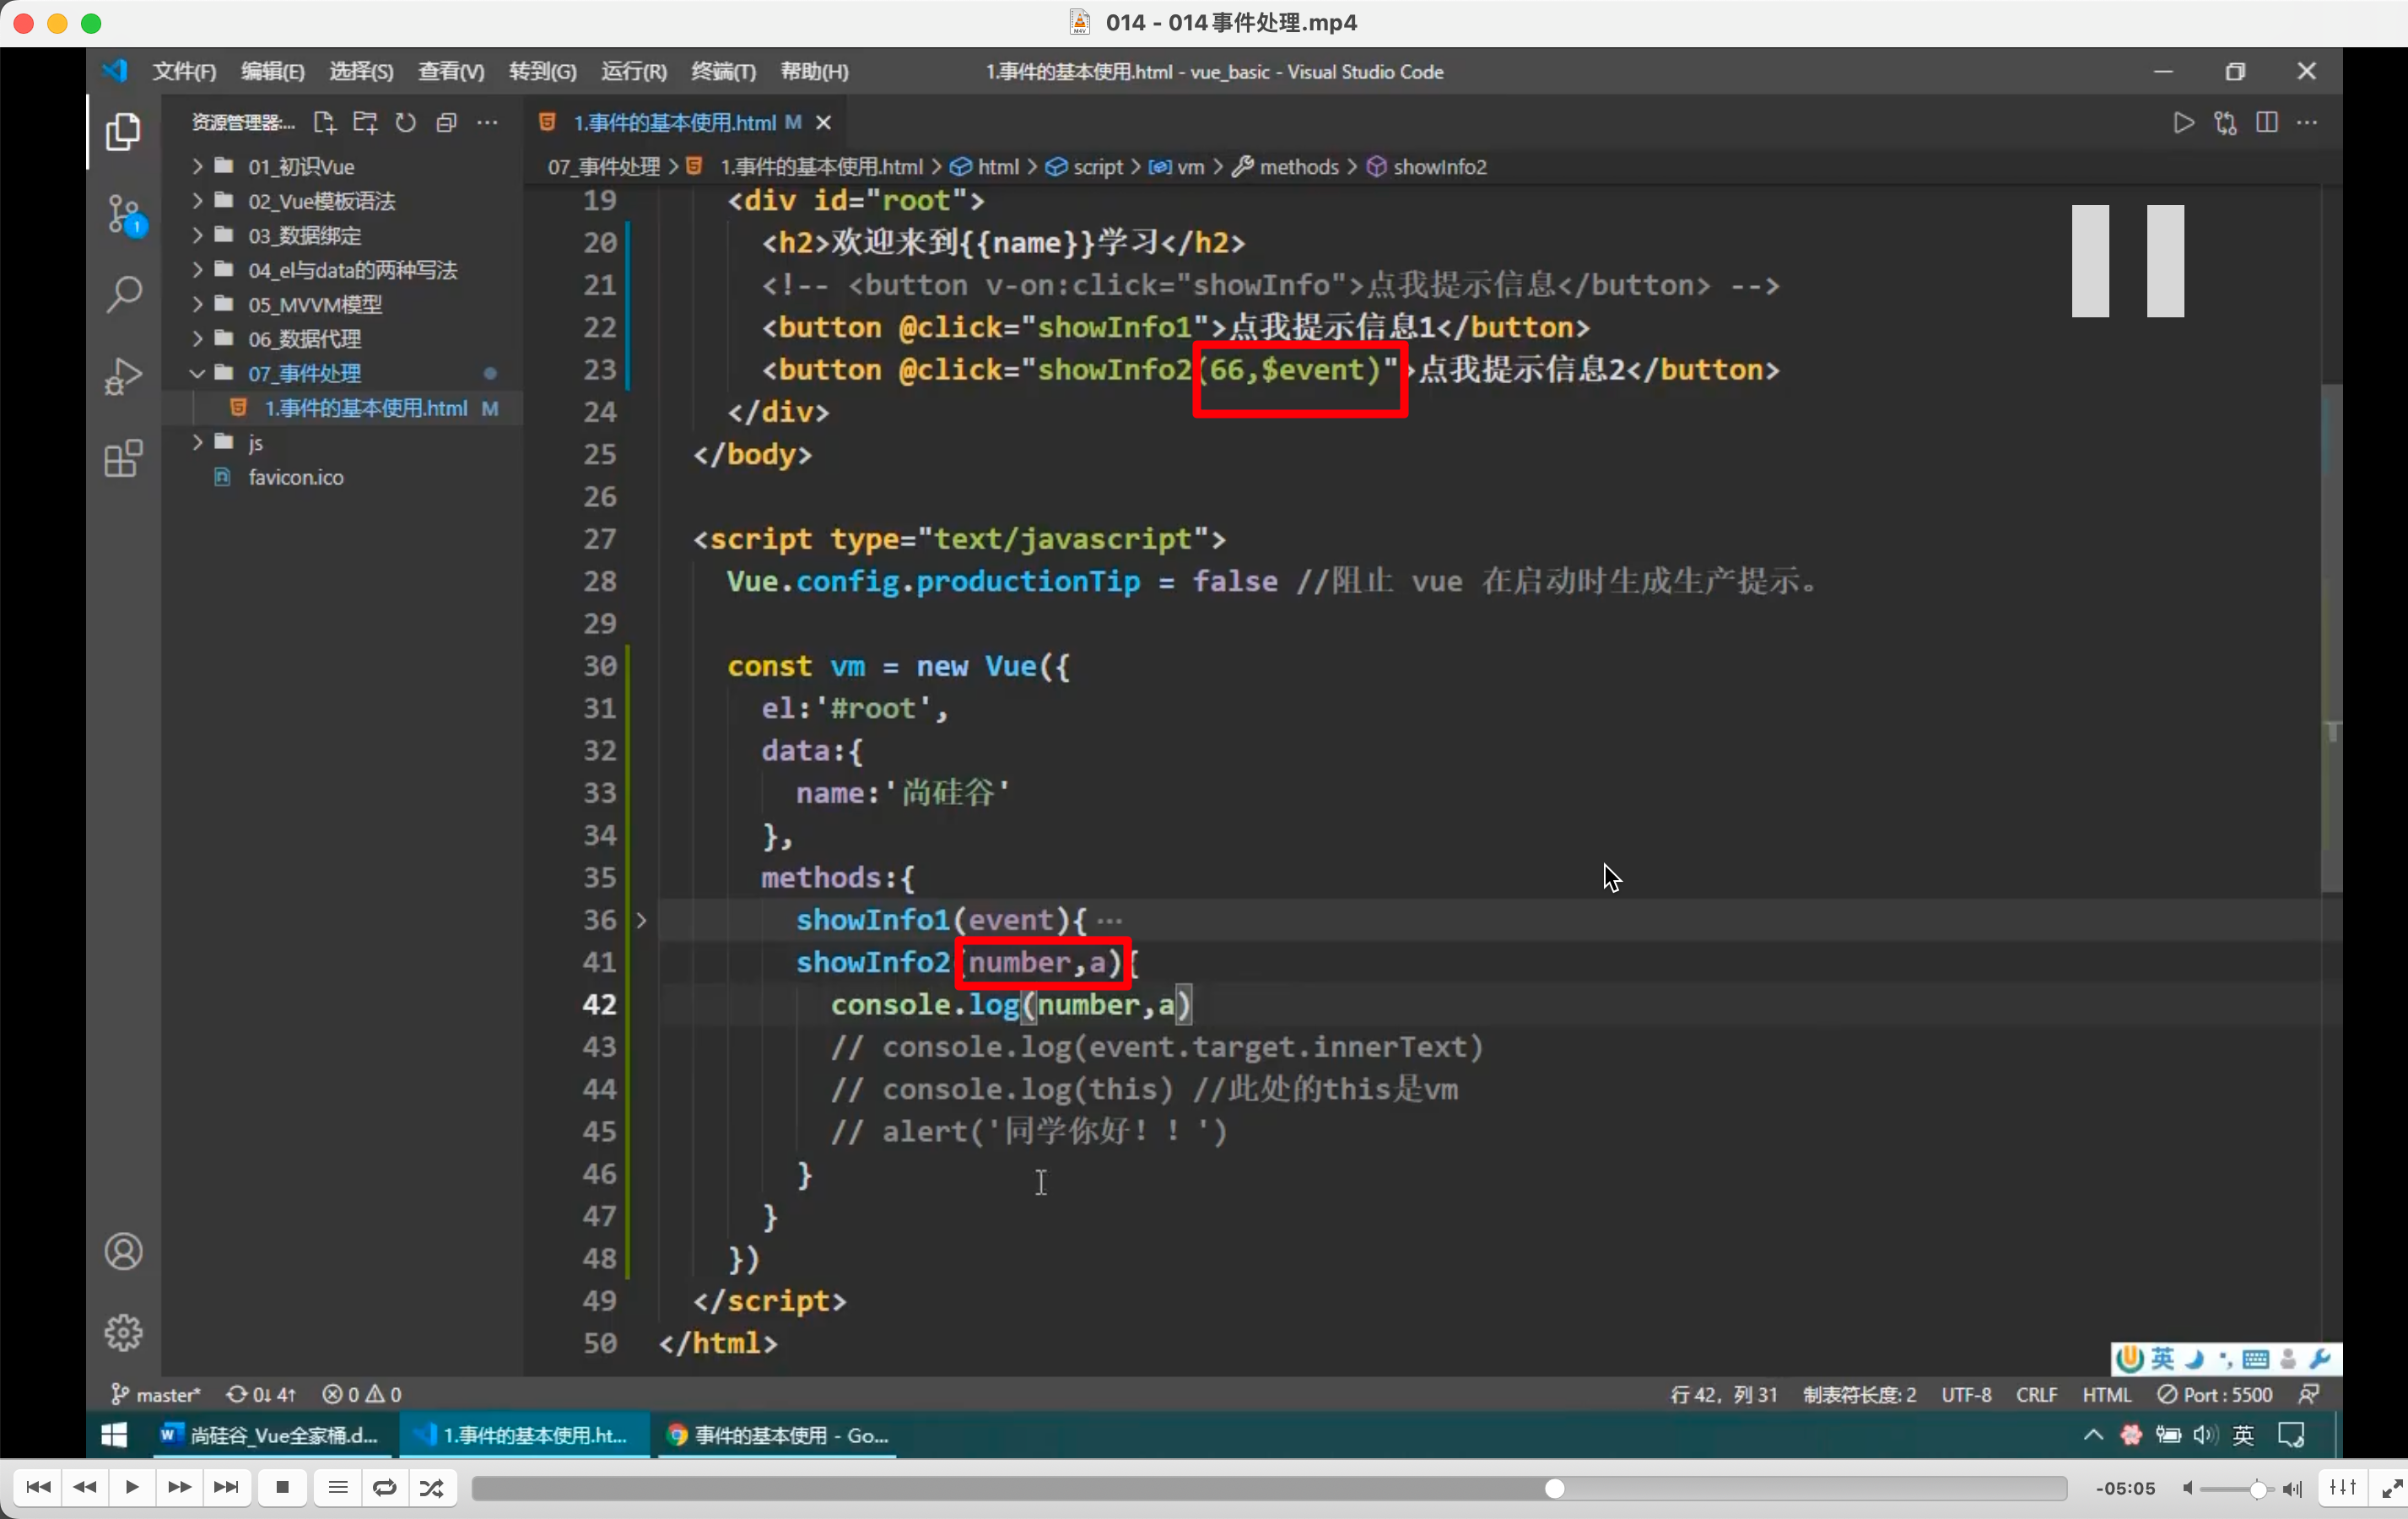 014 - 014事件处理.mp4
文件(F) 编辑(E) 选择(S) 查看(V) 转到(G) 运行(R) 终端(T) 帮助(H) 1.事件的基本使用.html - vue_basic - Visual Studio Code
资源管理器:... 1.事件的基本使用.html M
07_事件处理 > 1.事件的基本使用.html > html > script > vm > methods > showInfo2
01_初识Vue
02_Vue模板语法
03_数据绑定
04_el与data的两种写法
05_MVVM模型
06_数据代理
07_事件处理
1.事件的基本使用.html M
js
favicon.ico
1
19 <div id="root">
20 <h2>欢迎来到{{name}}学习</h2>
21 <!-- <button v-on:click="showInfo">点我提示信息</button> -->
22 <button @click="showInfo1">点我提示信息1</button>
23 <button @click="showInfo2(66,$event)">点我提示信息2</button>
24 </div>
25 </body>
26
27 <script type="text/javascript">
28 Vue.config.productionTip = false //阻止 vue 在启动时生成生产提示。
29
30 const vm = new Vue({
31 el:'#root',
32 data:{
33 name:'尚硅谷'
34 },
35 methods:{
36 showInfo1(event){ ···
41 showInfo2(number,a){
42 console.log(number,a)
43 // console.log(event.target.innerText)
44 // console.log(this) //此处的this是vm
45 // alert('同学你好！！')
46 }
47 }
48 })
49 </script>
50 </html>
英
master* 0↓ 4↑ 0 0 行 42，列 31 制表符长度: 2 UTF-8 CRLF HTML Port : 5500
尚硅谷_Vue全家桶.d... 1.事件的基本使用.ht... 事件的基本使用 - Go... 英
-05:05